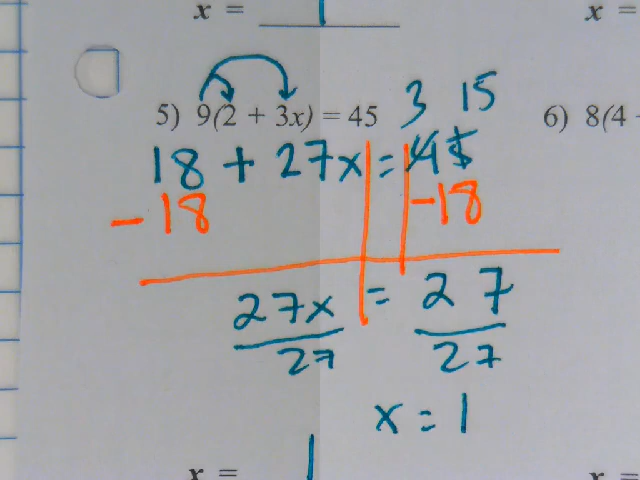 x = 1
x =
3 15
5) 9(2 + 3x) = 45
6) 8(4 -
18 + 27x = 45
- 18 - 18
27x = 27
27 27
x = 1
x = 1
x =